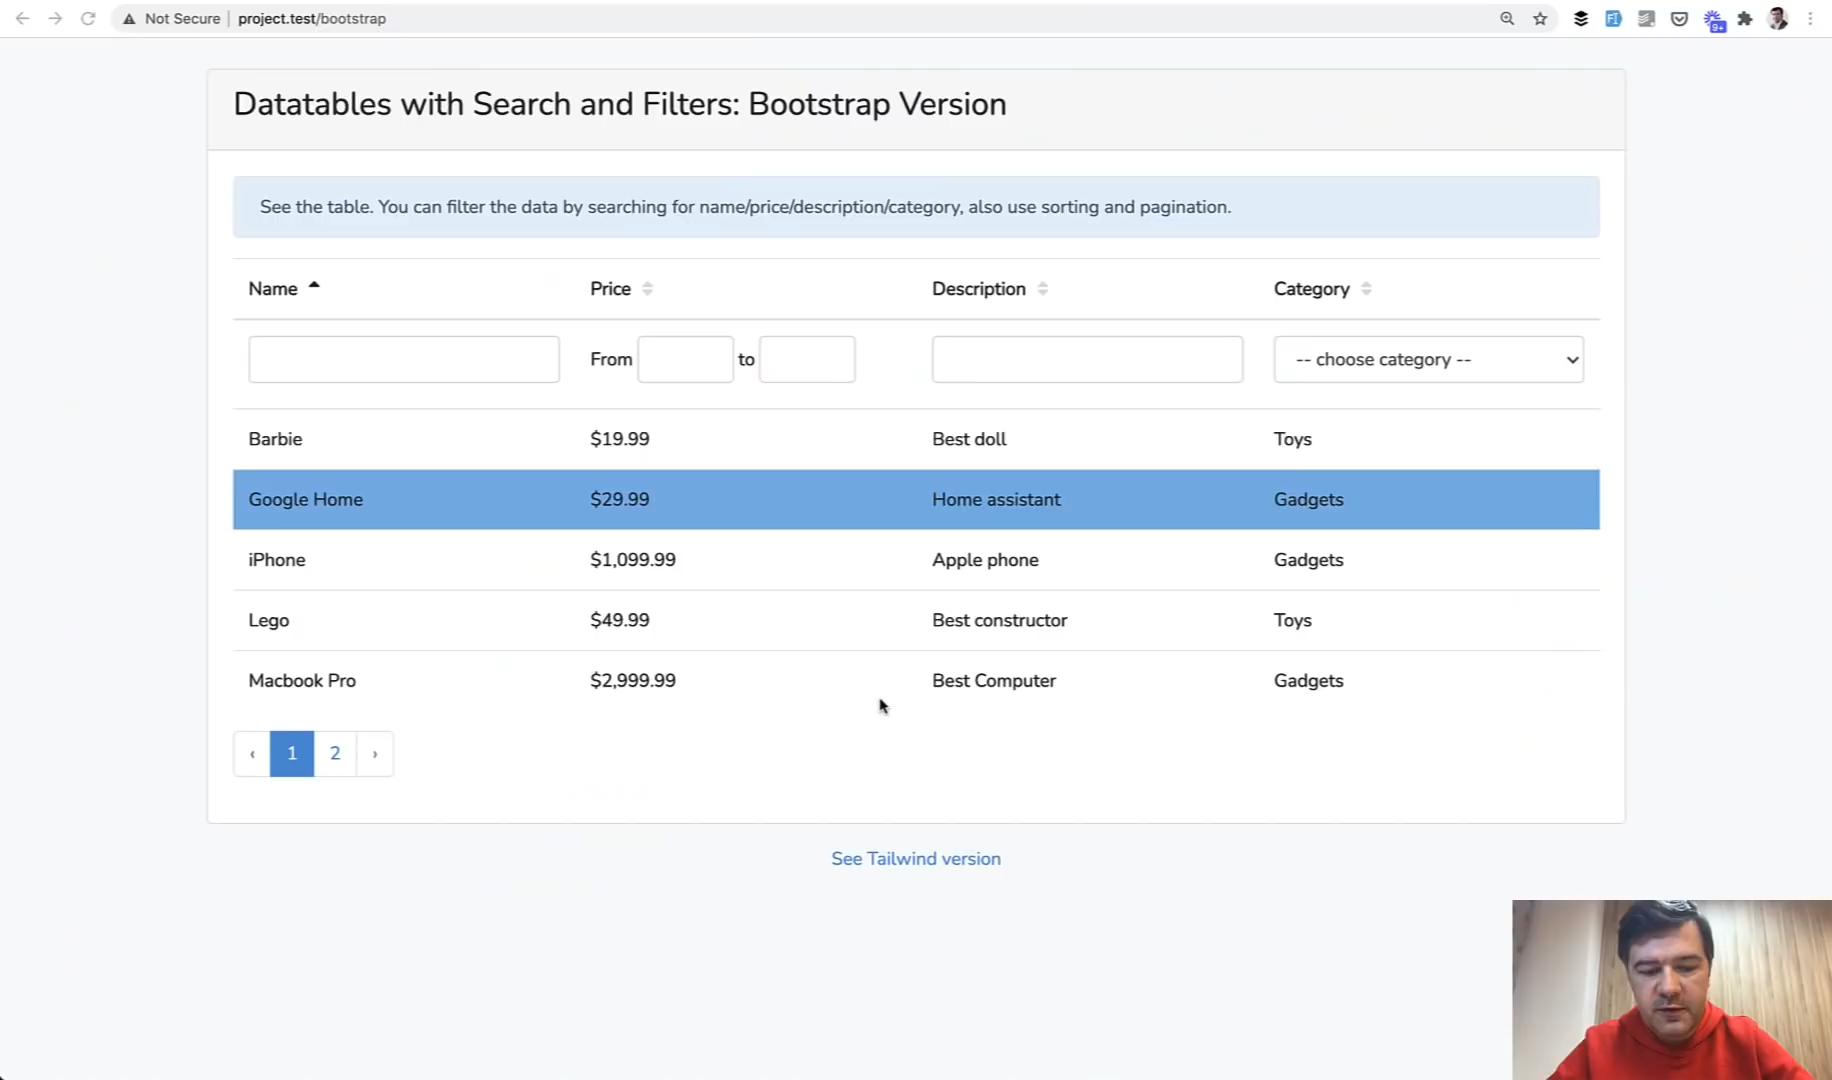 Not Secure project.test/bootstrap
9+
Datatables with Search and Filters: Bootstrap Version
See the table. You can filter the data by searching for name/price/description/category, also use sorting and pagination.
Name Price Description Category
From to -- choose category --
Barbie $19.99 Best doll Toys
Google Home $29.99 Home assistant Gadgets
iPhone $1,099.99 Apple phone Gadgets
Lego $49.99 Best constructor Toys
Macbook Pro $2,999.99 Best Computer Gadgets
‹ 1 2 ›
See Tailwind version